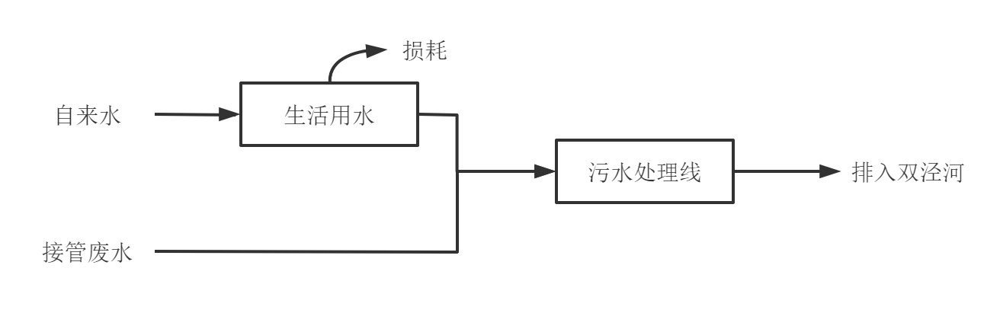 损耗
自来水
生活用水
污水处理线
排入双泾河
接管废水